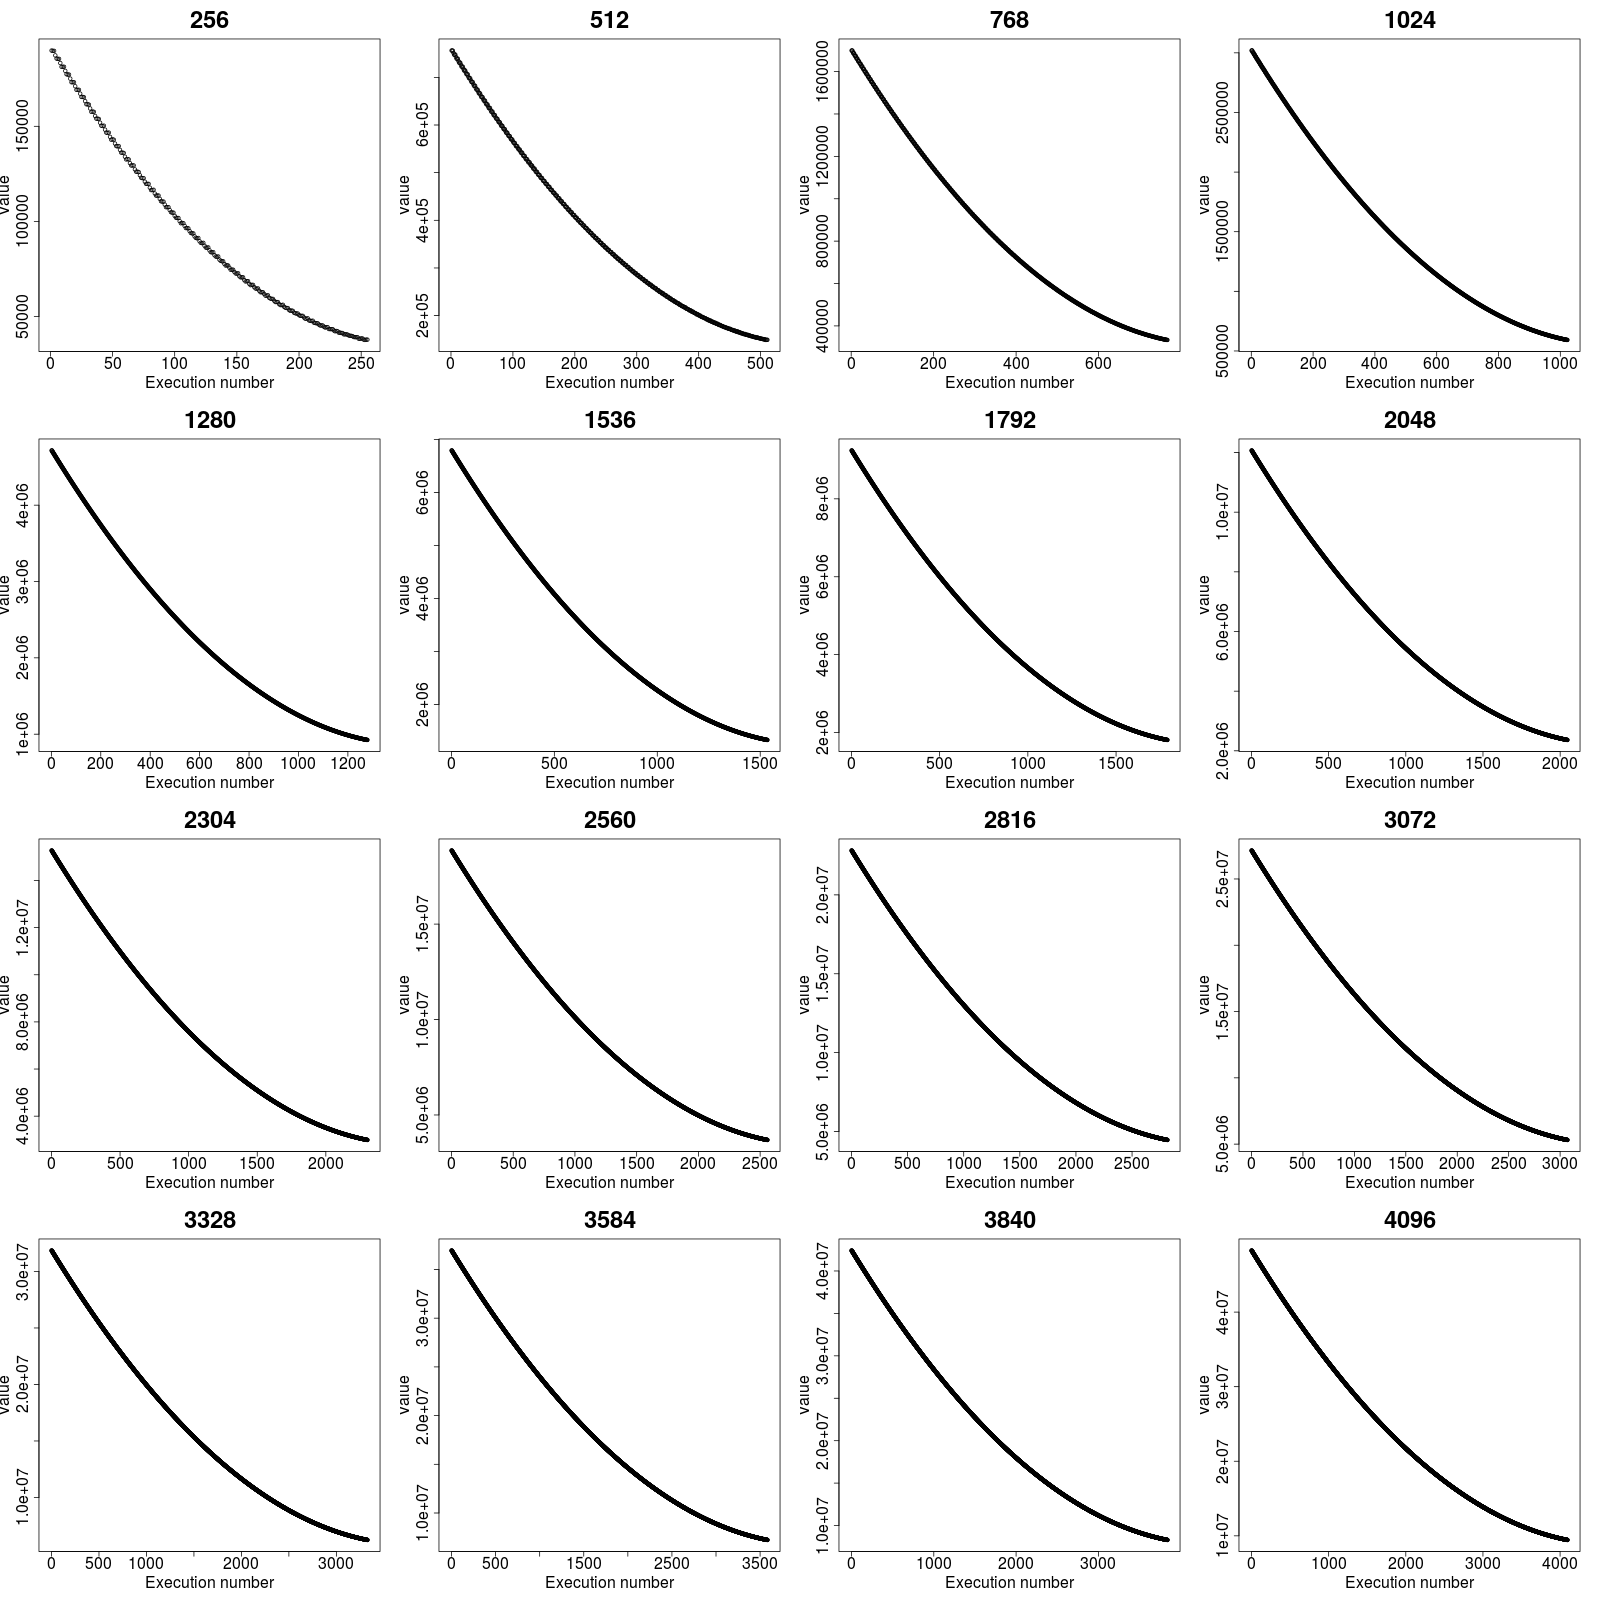 256
value
50000 100000 150000
0 50 100 150 200 250
Execution number
512
value
2e+05 4e+05 6e+05
0 100 200 300 400 500
Execution number
768
value
400000 800000 1200000 1600000
0 200 400 600
Execution number
1024
value
500000 1500000 2500000
0 200 400 600 800 1000
Execution number
1280
value
1e+06 2e+06 3e+06 4e+06
0 200 400 600 800 1000 1200
Execution number
1536
value
2e+06 4e+06 6e+06
0 500 1000 1500
Execution number
1792
value
2e+06 4e+06 6e+06 8e+06
0 500 1000 1500
Execution number
2048
value
2.0e+06 6.0e+06 1.0e+07
0 500 1000 1500 2000
Execution number
2304
value
4.0e+06 8.0e+06 1.2e+07
0 500 1000 1500 2000
Execution number
2560
value
5.0e+06 1.0e+07 1.5e+07
0 500 1000 1500 2000 2500
Execution number
2816
value
5.0e+06 1.0e+07 1.5e+07 2.0e+07
0 500 1000 1500 2000 2500
Execution number
3072
value
5.0e+06 1.5e+07 2.5e+07
0 500 1000 1500 2000 2500 3000
Execution number
3328
value
1.0e+07 2.0e+07 3.0e+07
0 500 1000 2000 3000
Execution number
3584
value
1.0e+07 2.0e+07 3.0e+07
0 500 1500 2500 3500
Execution number
3840
value
1.0e+07 2.0e+07 3.0e+07 4.0e+07
0 1000 2000 3000
Execution number
4096
value
1e+07 2e+07 3e+07 4e+07
0 1000 2000 3000 4000
Execution number